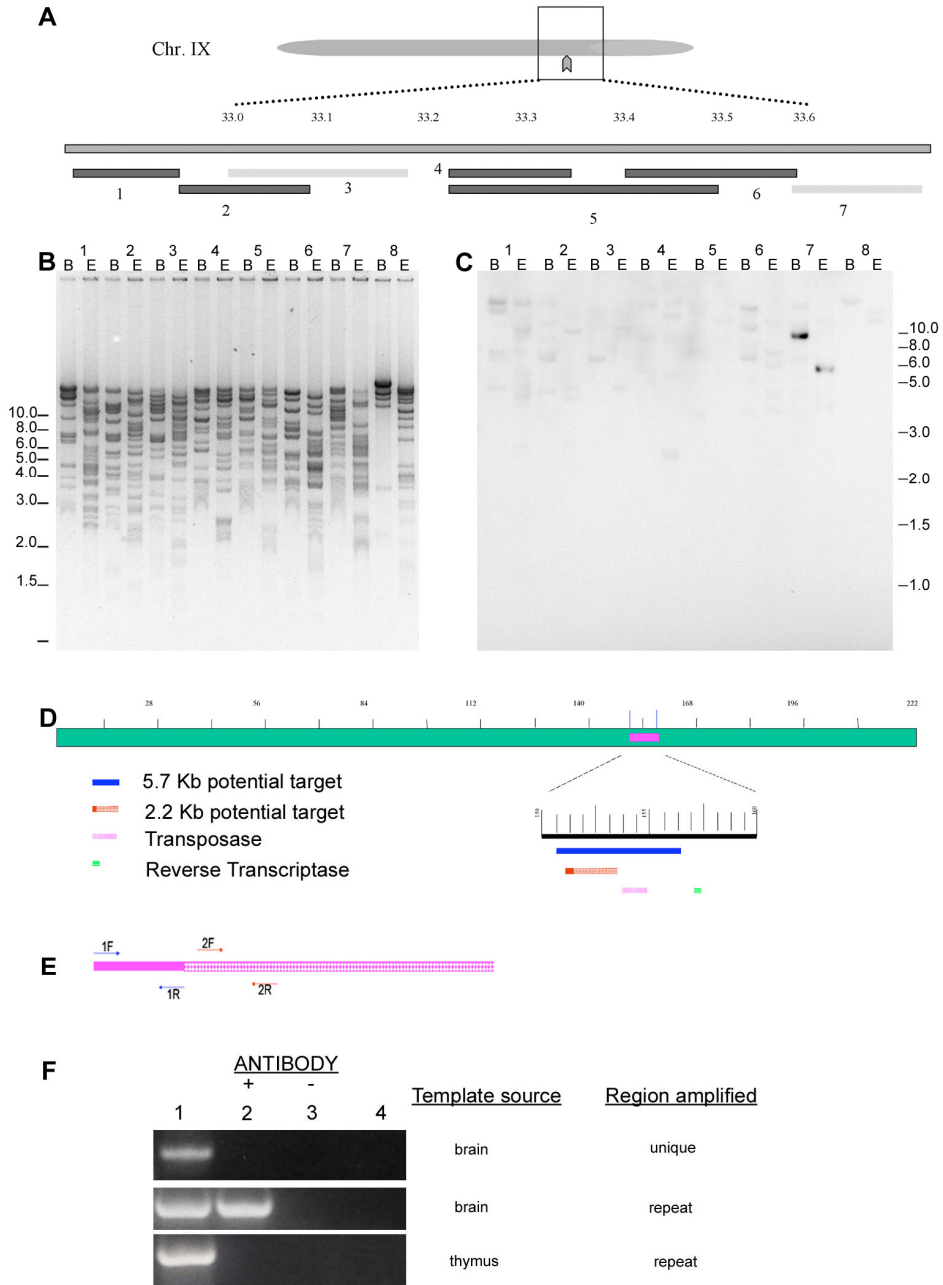 A
Chr. IX
33.0 33.1 33.2 33.3 33.4 33.5 33.6
1 2 3 4 5 6 7
B
1 2 3 4 5 6 7 8
B E B E B E B E B E B E B E B E
10.0
8.0
6.0
5.0
4.0
3.0
2.0
1.5
C
1 2 3 4 5 6 7 8
B E B E B E B E B E B E B E B E
10.0
8.0
6.0
5.0
3.0
2.0
1.5
1.0
D
28 56 84 112 140 168 196 222
5.7 Kb potential target
2.2 Kb potential target
Transposase
Reverse Transcriptase
150 155 160
E
1F 2F
1R 2R
F
ANTIBODY
+ -
1 2 3 4 Template source Region amplified
brain unique
brain repeat
thymus repeat